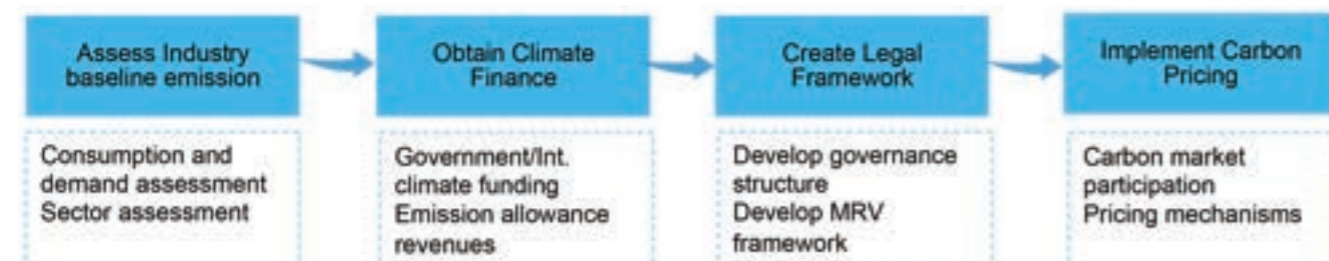 Assess Industry
baseline emission
Obtain Climate
Finance
Create Legal
Framework
Implement Carbon
Pricing
Consumption and
demand assessment
Sector assessment
Government/Int.
climate funding
Emission allowance
revenues
Develop governance
structure
Develop MRV
framework
Carbon market
participation
Pricing mechanisms